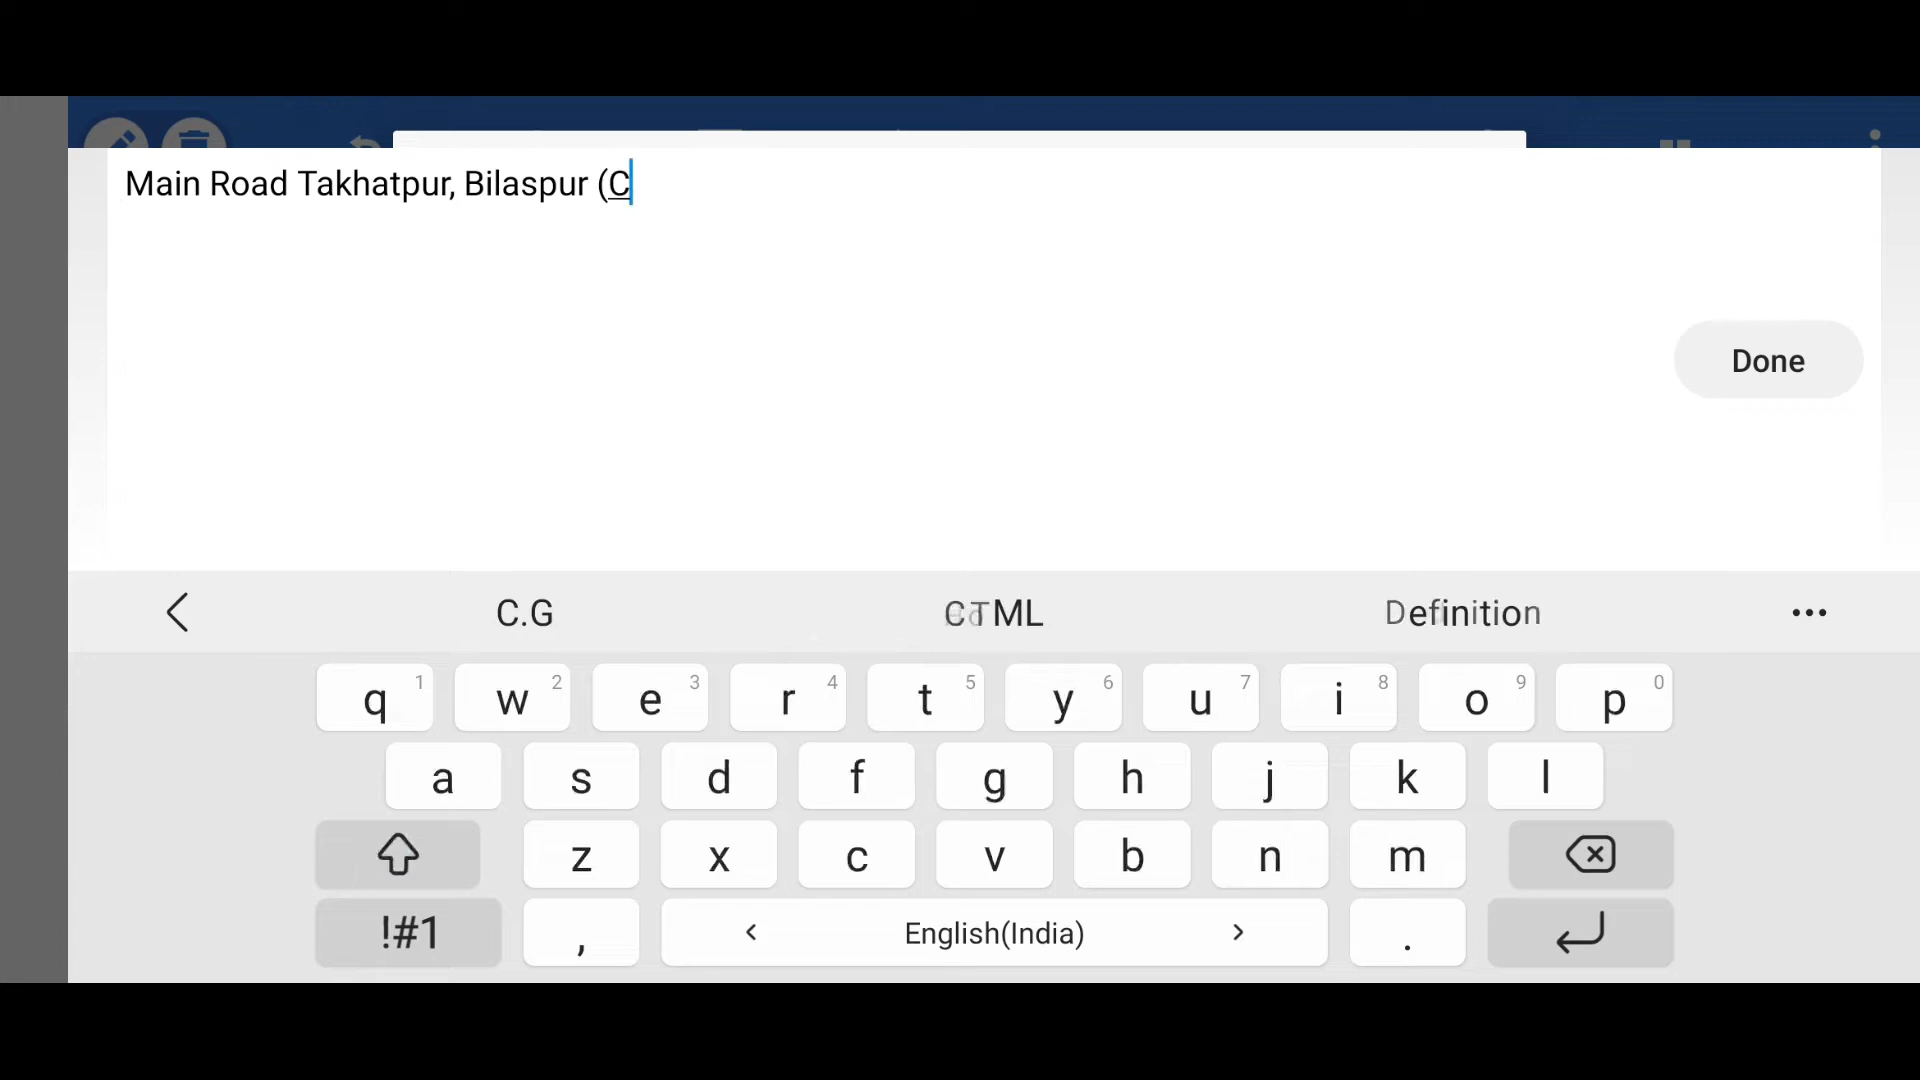 Main Road Takhatpur, Bilaspur (C
Done
C.G
Definition
q 1 w 2 e 3 r 4 t 5 y 6 u 7 i 8 o 9 p 0
a s d f g h j k l
z x c v b n m
!#1 , < English(India) > .